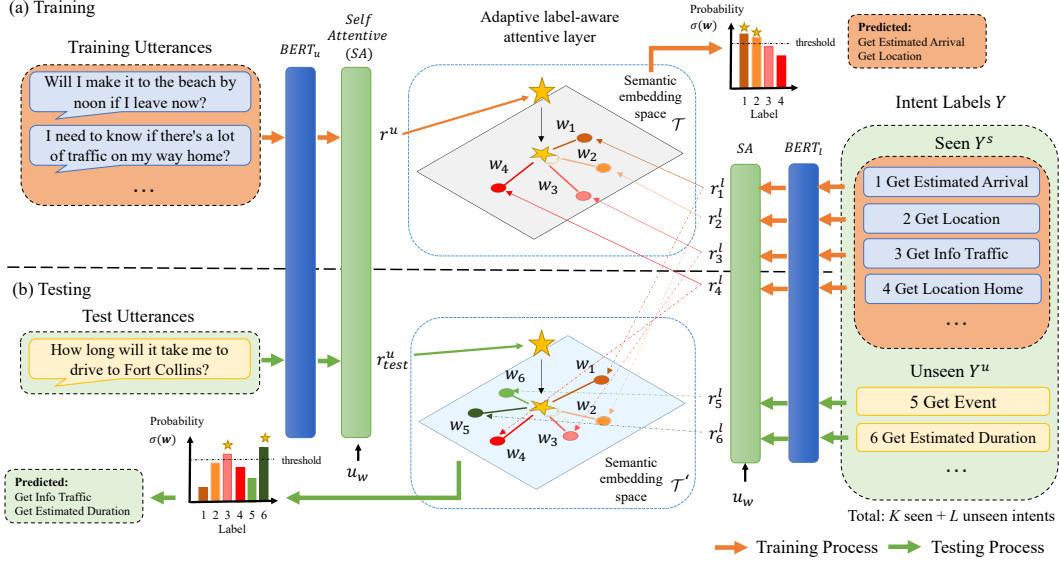 (a) Training
Training Utterances
Will I make it to the beach by
noon if I leave now?
I need to know if there's a lot
of traffic on my way home?
...
BERT_u
Self
Attentive
(SA)
r^u
Adaptive label-aware
attentive layer
Semantic
embedding
space
𝒯
w_1
w_2
w_3
w_4
Probability
σ(w)
threshold
1 2 3 4
Label
Predicted:
Get Estimated Arrival
Get Location
Intent Labels Y
Seen Y^s
SA
BERT_l
1 Get Estimated Arrival
2 Get Location
3 Get Info Traffic
4 Get Location Home
...
r_1^l
r_2^l
r_3^l
r_4^l
(b) Testing
Test Utterances
How long will it take me to
drive to Fort Collins?
r_test^u
w_1
w_2
w_3
w_4
w_5
w_6
Semantic
embedding
space
𝒯′
r_5^l
r_6^l
Unseen Y^u
5 Get Event
6 Get Estimated Duration
...
u_w
u_w
Probability
σ(w)
threshold
1 2 3 4 5 6
Label
Predicted:
Get Info Traffic
Get Estimated Duration
Total: K seen + L unseen intents
Training Process
Testing Process